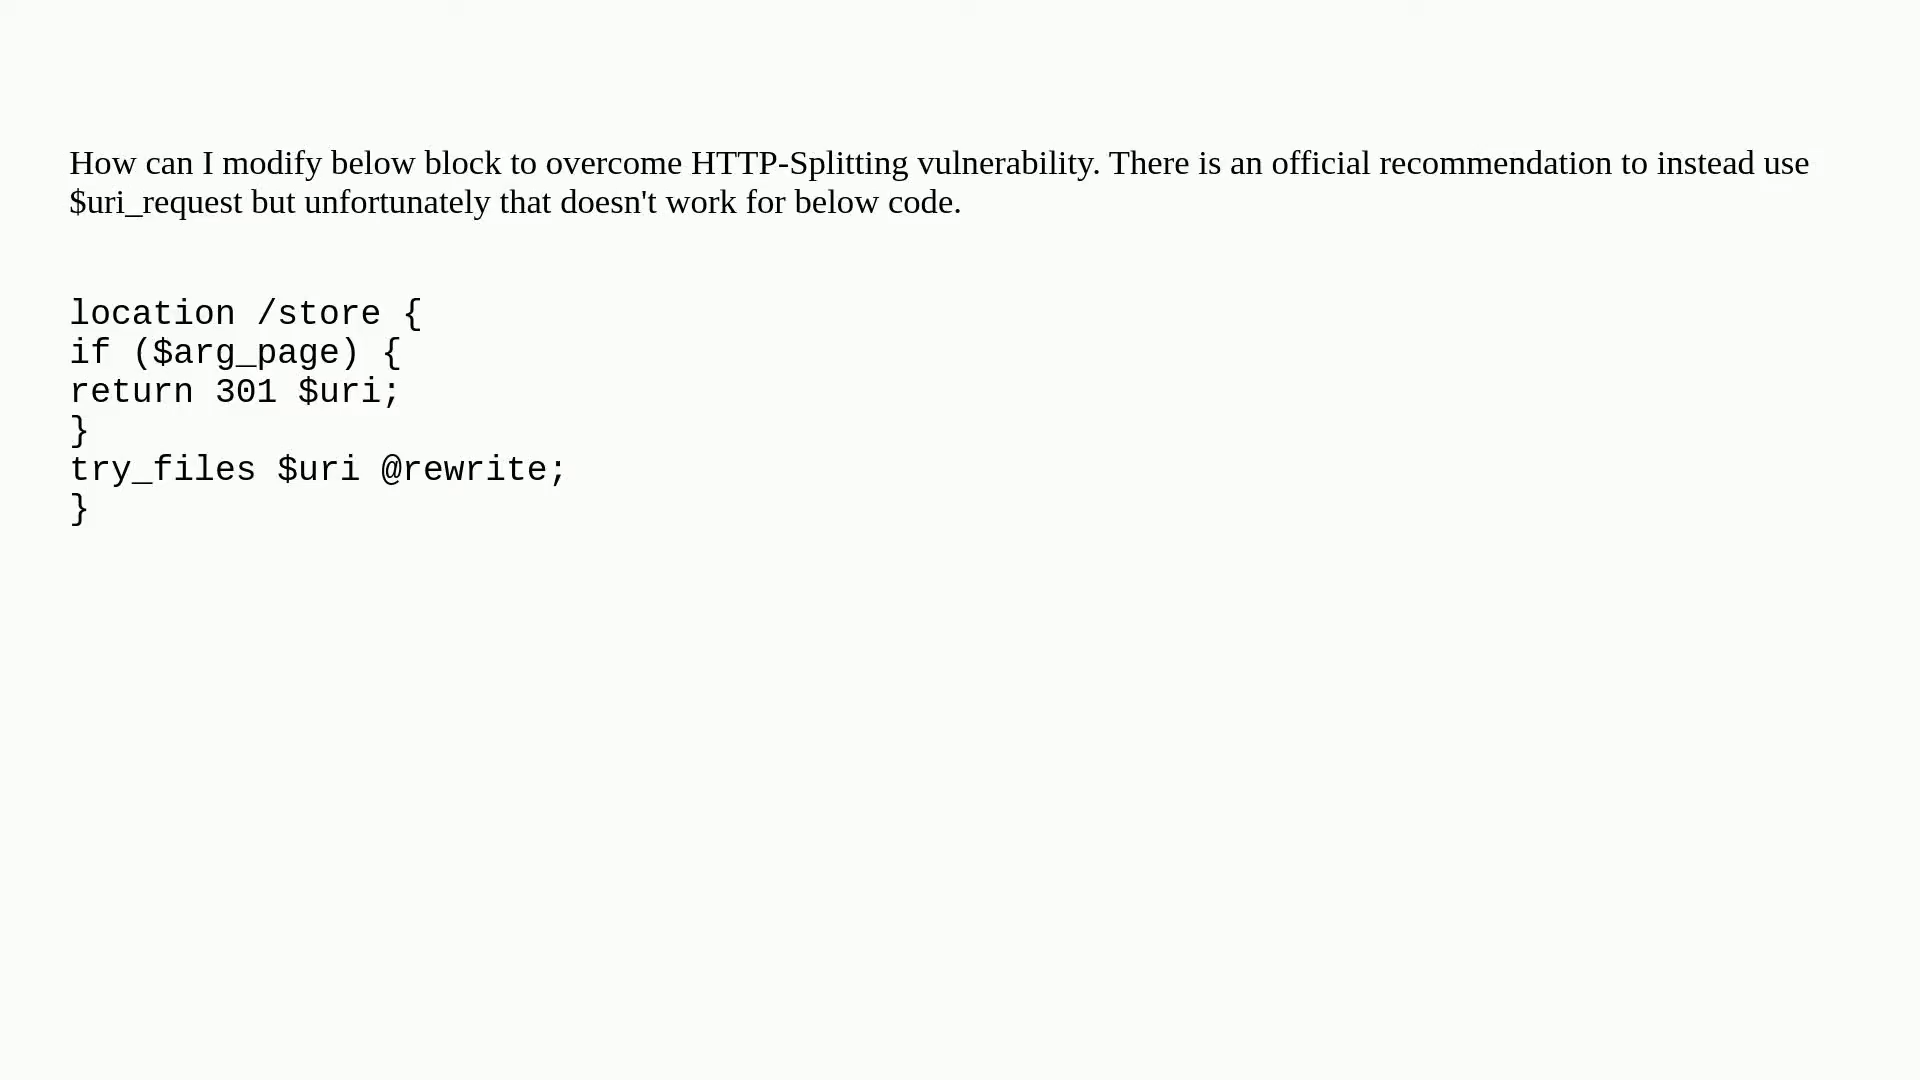 How can I modify below block to overcome HTTP-Splitting vulnerability. There is an official recommendation to instead use
$uri_request but unfortunately that doesn't work for below code.
location /store {
if ($arg_page) {
return 301 $uri;
}
try_files $uri @rewrite;
}